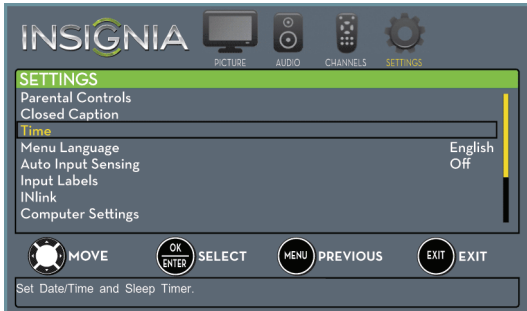 INSIGNIA
PICTURE AUDIO CHANNELS SETTINGS
SETTINGS
Parental Controls
Closed Caption
Time
Menu Language English
Auto Input Sensing Off
Input Labels
INlink
Computer Settings
MOVE OK ENTER SELECT MENU PREVIOUS EXIT EXIT
Set Date/Time and Sleep Timer.